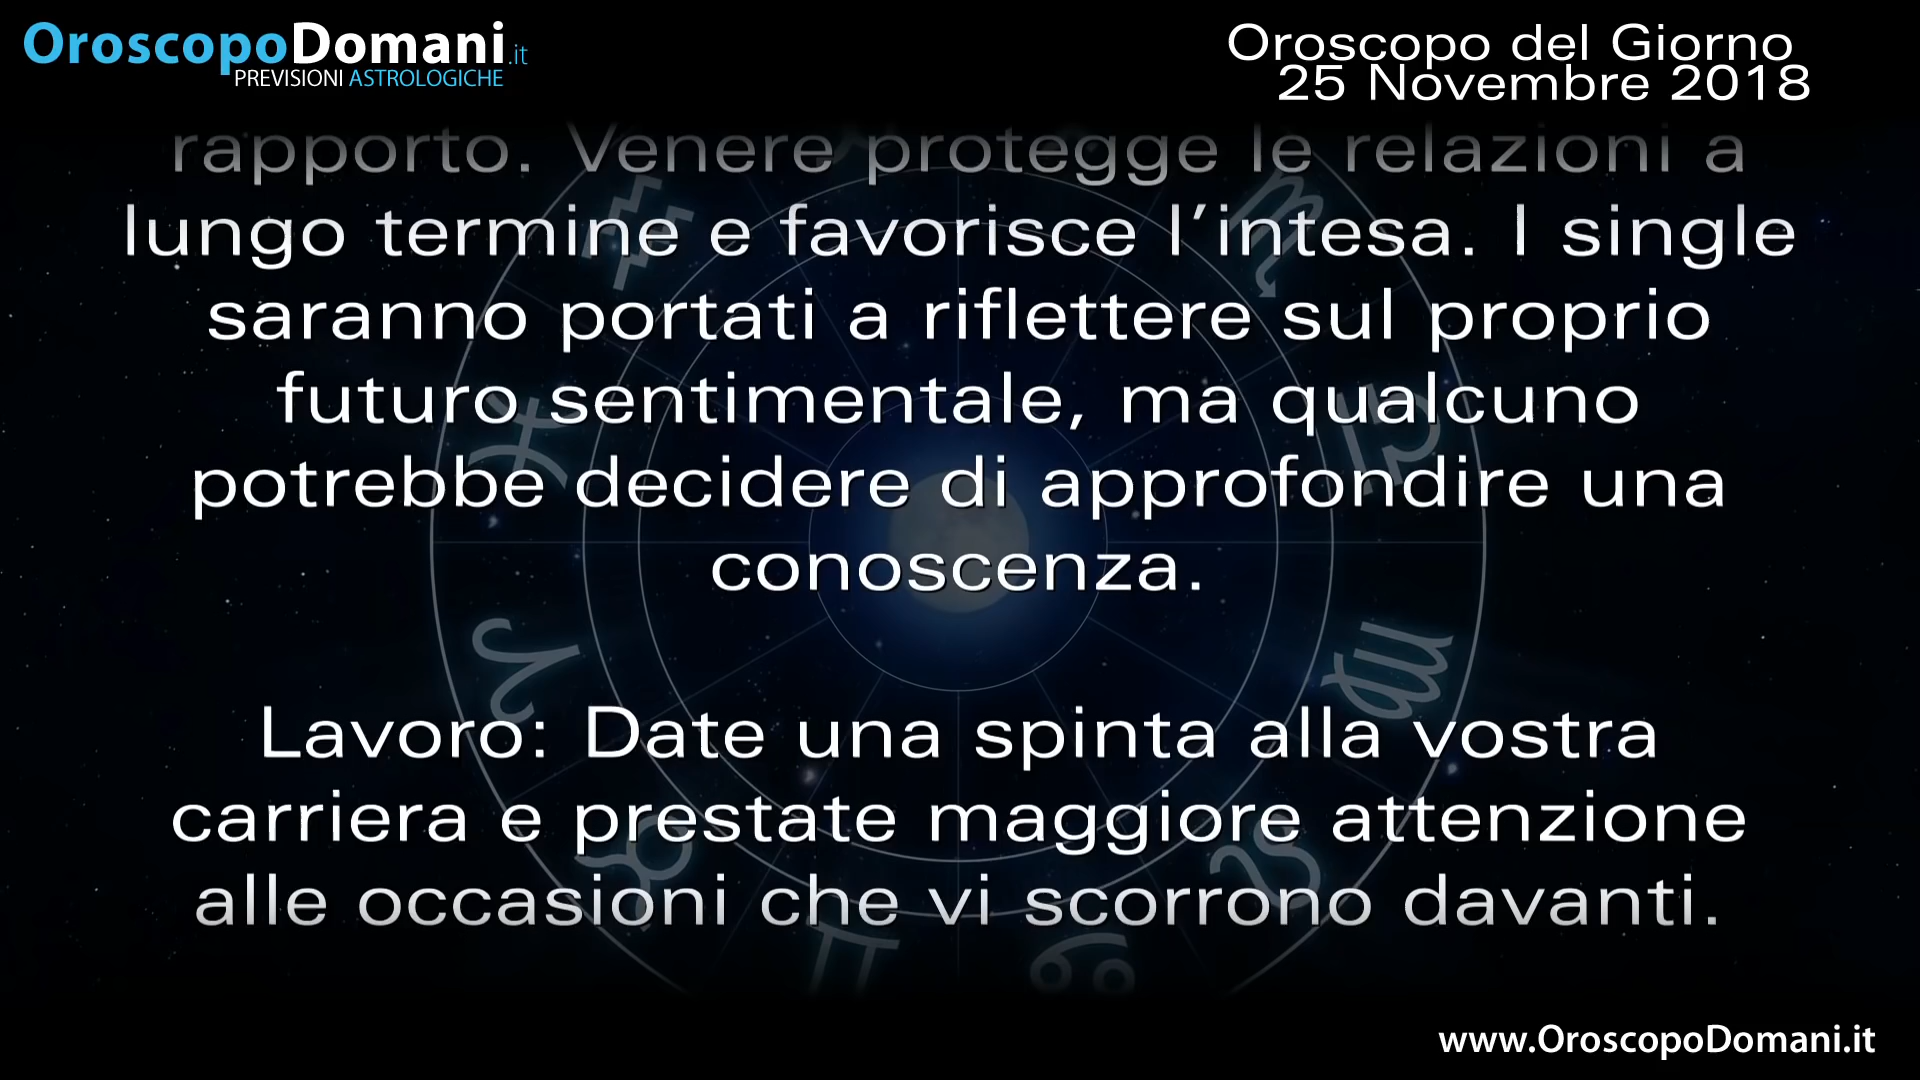 OroscopoDomani.it
PREVISIONI ASTROLOGICHE
Oroscopo del Giorno
25 Novembre 2018
rapporto. Venere protegge le relazioni a
lungo termine e favorisce l’intesa. I single
saranno portati a riflettere sul proprio
futuro sentimentale, ma qualcuno
potrebbe decidere di approfondire una
conoscenza.
Lavoro: Date una spinta alla vostra
carriera e prestate maggiore attenzione
alle occasioni che vi scorrono davanti.
www.OroscopoDomani.it